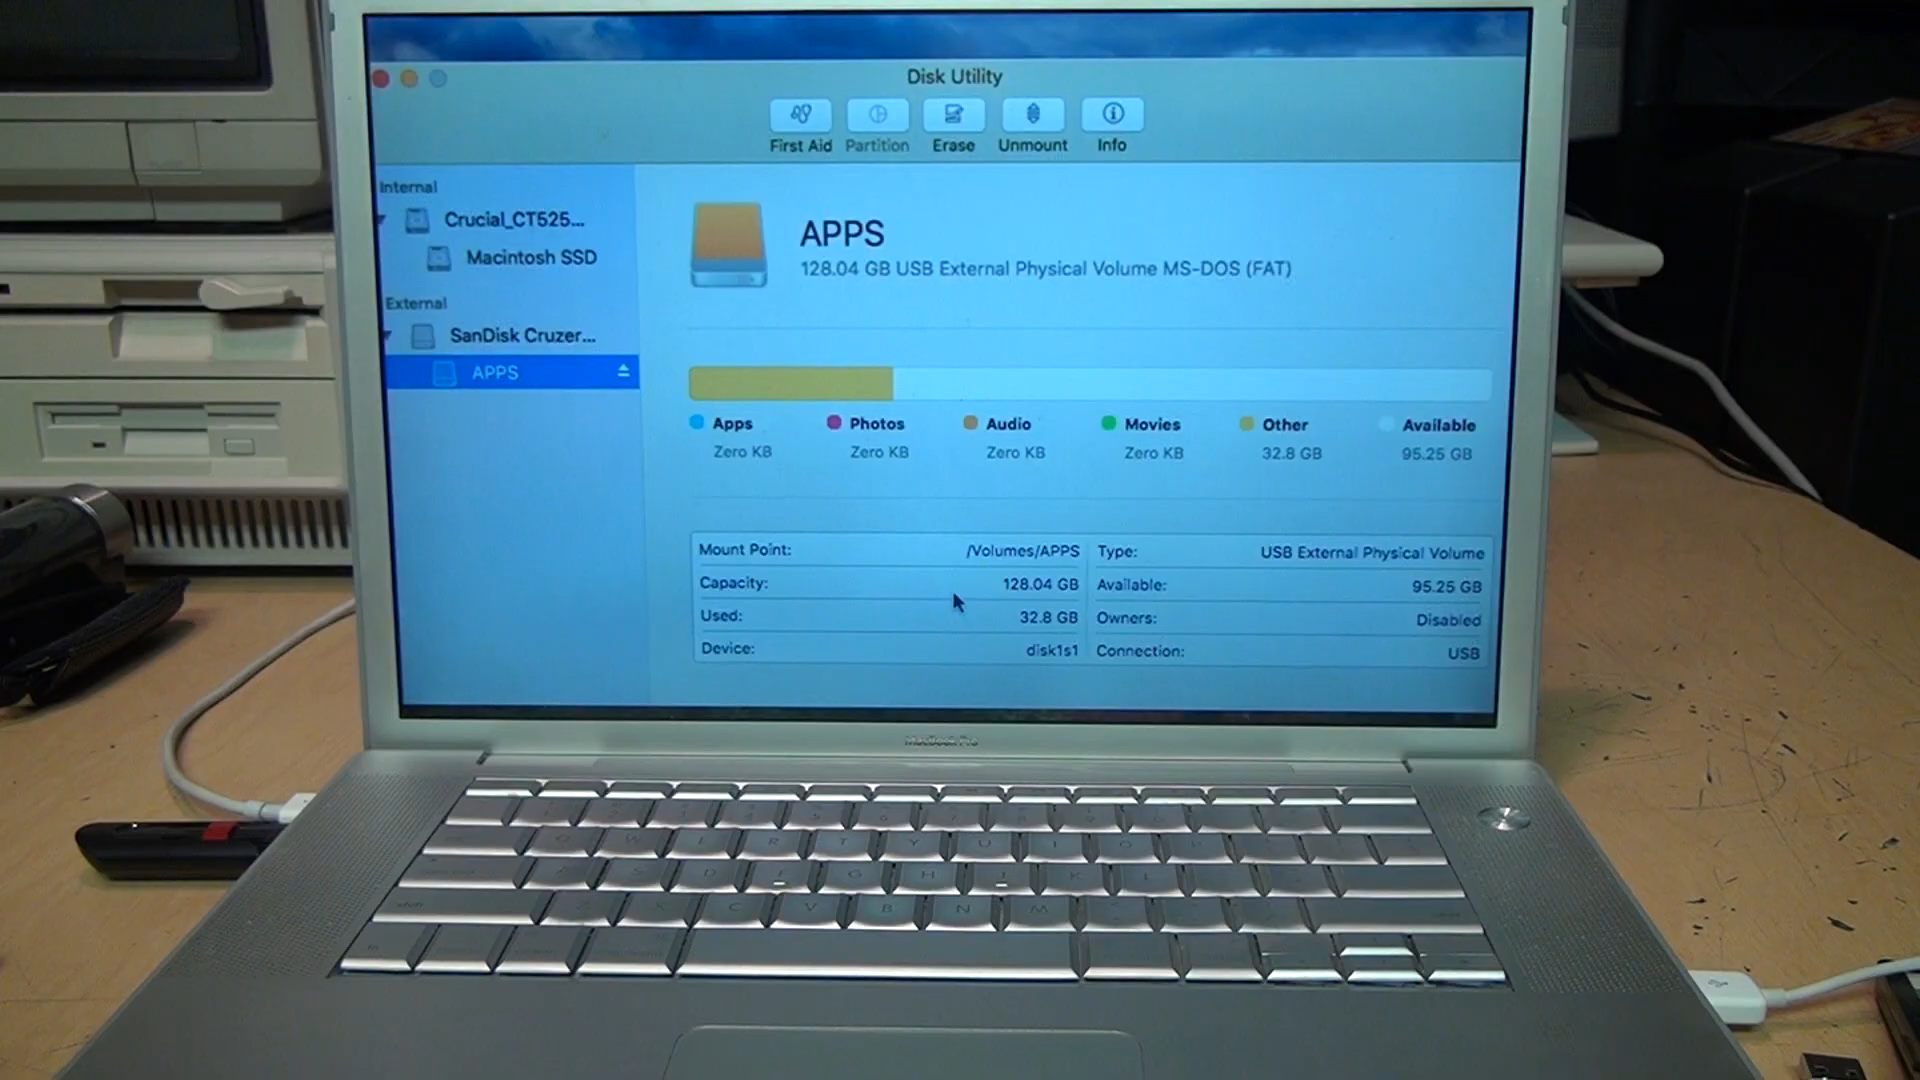 Disk Utility
First Aid
Partition
Erase
Unmount
Info
Internal
Crucial_CT525...
Macintosh SSD
External
SanDisk Cruzer...
APPS
APPS
128.04 GB USB External Physical Volume MS-DOS (FAT)
Apps
Zero KB
Photos
Zero KB
Audio
Zero KB
Movies
Zero KB
Other
32.8 GB
Available
95.25 GB
Mount Point: /Volumes/APPS
Capacity: 128.04 GB
Used: 32.8 GB
Device: disk1s1
Type: USB External Physical Volume
Available: 95.25 GB
Owners: Disabled
Connection: USB
MacBook Pro
R T Y U I
D F G H J K L
C V B N M